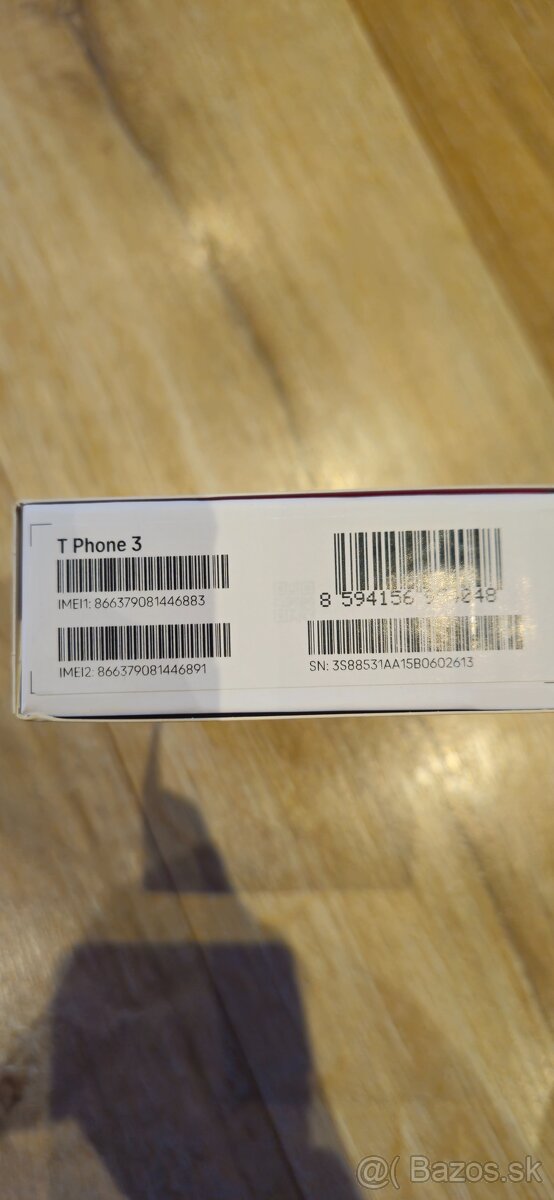 T Phone 3
IMEI1: 866379081446883
IMEI2: 866379081446891
8 594156
SN: 3S88531AA15B0602613
@( Bazos.sk